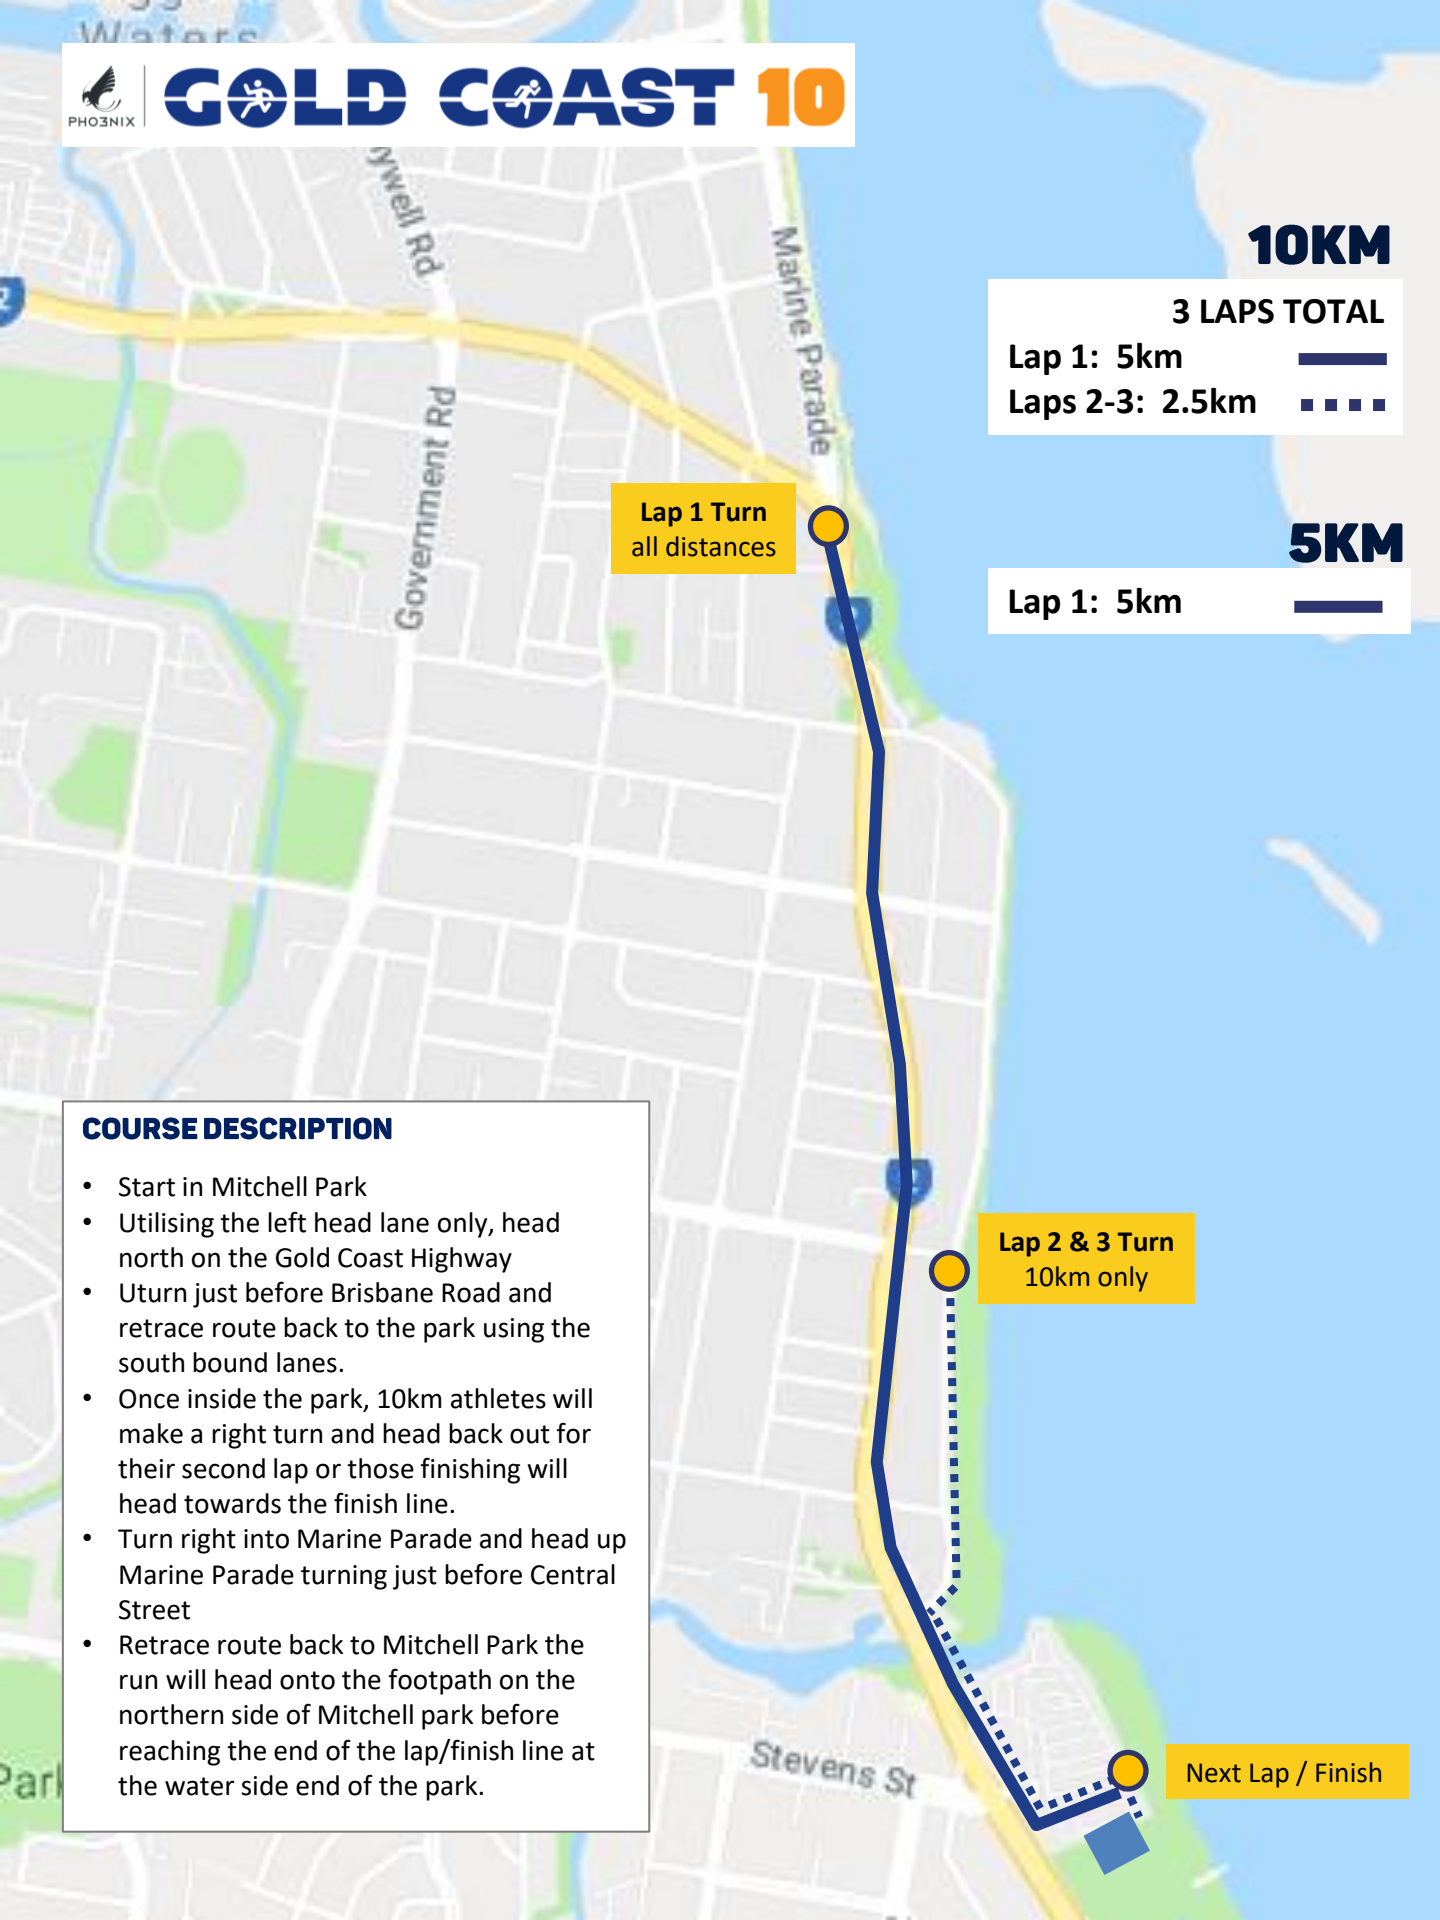 Waters
PHO3NIX
GOLD COAST 10
Marine Parade
Government Rd
10KM
3 LAPS TOTAL
Lap 1: 5km
Laps 2-3: 2.5km
Lap 1 Turn
all distances
5KM
Lap 1: 5km
COURSE DESCRIPTION
• Start in Mitchell Park
• Utilising the left head lane only, head
north on the Gold Coast Highway
• Uturn just before Brisbane Road and
retrace route back to the park using the
south bound lanes.
• Once inside the park, 10km athletes will
make a right turn and head back out for
their second lap or those finishing will
head towards the finish line.
• Turn right into Marine Parade and head up
Marine Parade turning just before Central
Street
• Retrace route back to Mitchell Park the
run will head onto the footpath on the
northern side of Mitchell park before
reaching the end of the lap/finish line at
the water side end of the park.
Lap 2 & 3 Turn
10km only
Stevens St
Next Lap / Finish